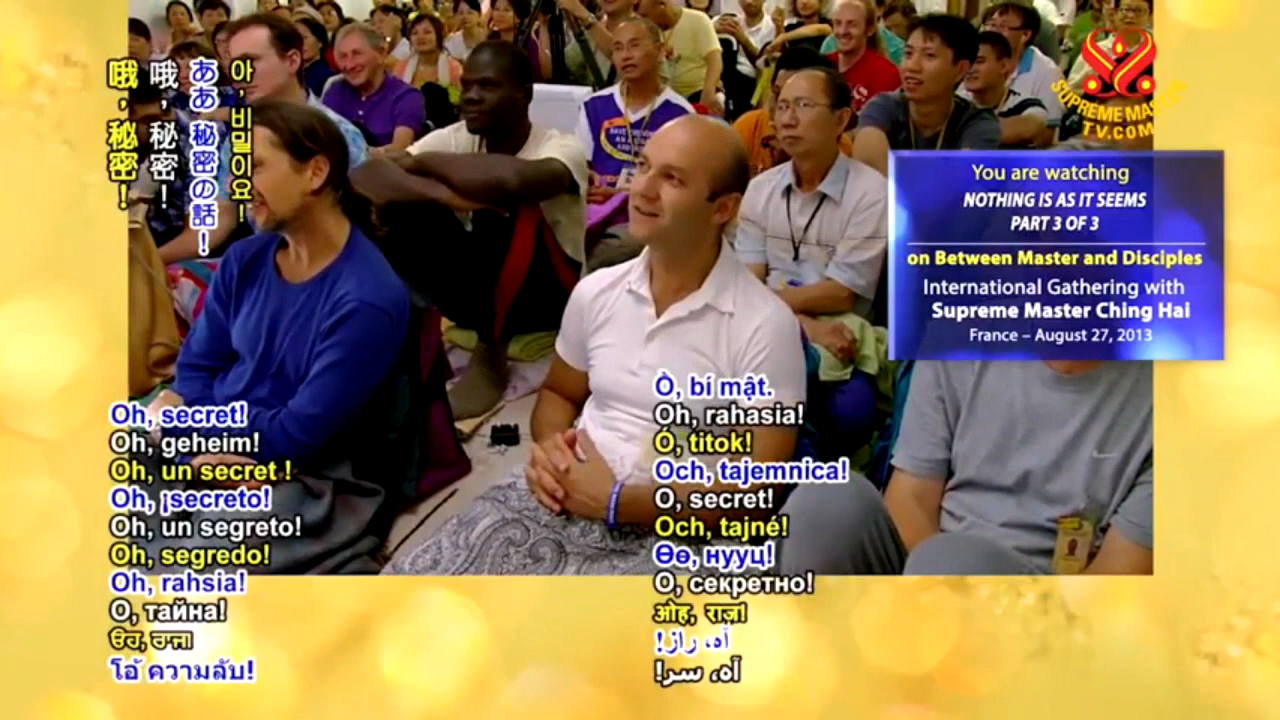 아, 비밀이요!
ああ 秘密の話！
哦，秘密！
哦，秘密！
SUPREME MASTER
TV.COM
You are watching
NOTHING IS AS IT SEEMS
PART 3 OF 3
on Between Master and Disciples
International Gathering with
Supreme Master Ching Hai
France – August 27, 2013
Oh, secret!
Oh, geheim!
Oh, un secret !
Oh, ¡secreto!
Oh, un segreto!
Oh, segredo!
Oh, rahsia!
О, тайна!
ਓਹ, ਰਾਜ!
โอ้ ความลับ!
Ồ, bí mật.
Oh, rahasia!
Ó, titok!
Och, tajemnica!
O, secret!
Och, tajné!
Өө, нууц!
О, секретно!
ओह, राज़!
آه، راز!
آه، سر!